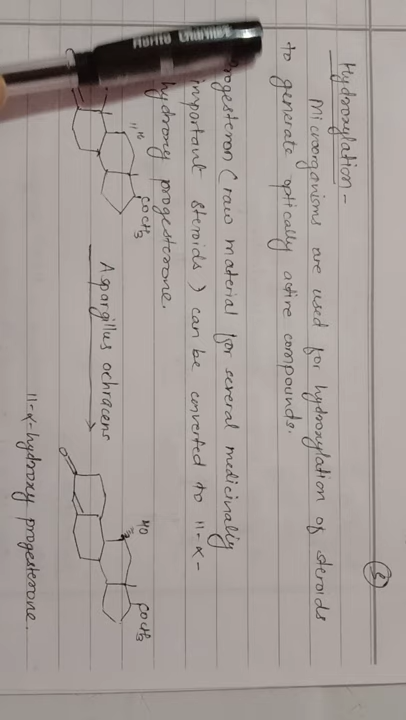 Hydroxylation-
Microorganisms are used for hydroxylation of steroids
to generate optically active compounds.
rogesteron (raw material for several medicinally
important steroids) can be converted to 11-α-
hydroxy progesterone.
COCH3
Aspergillus ochracens
O
HO
COCH3
11-α-hydroxy progesterone.